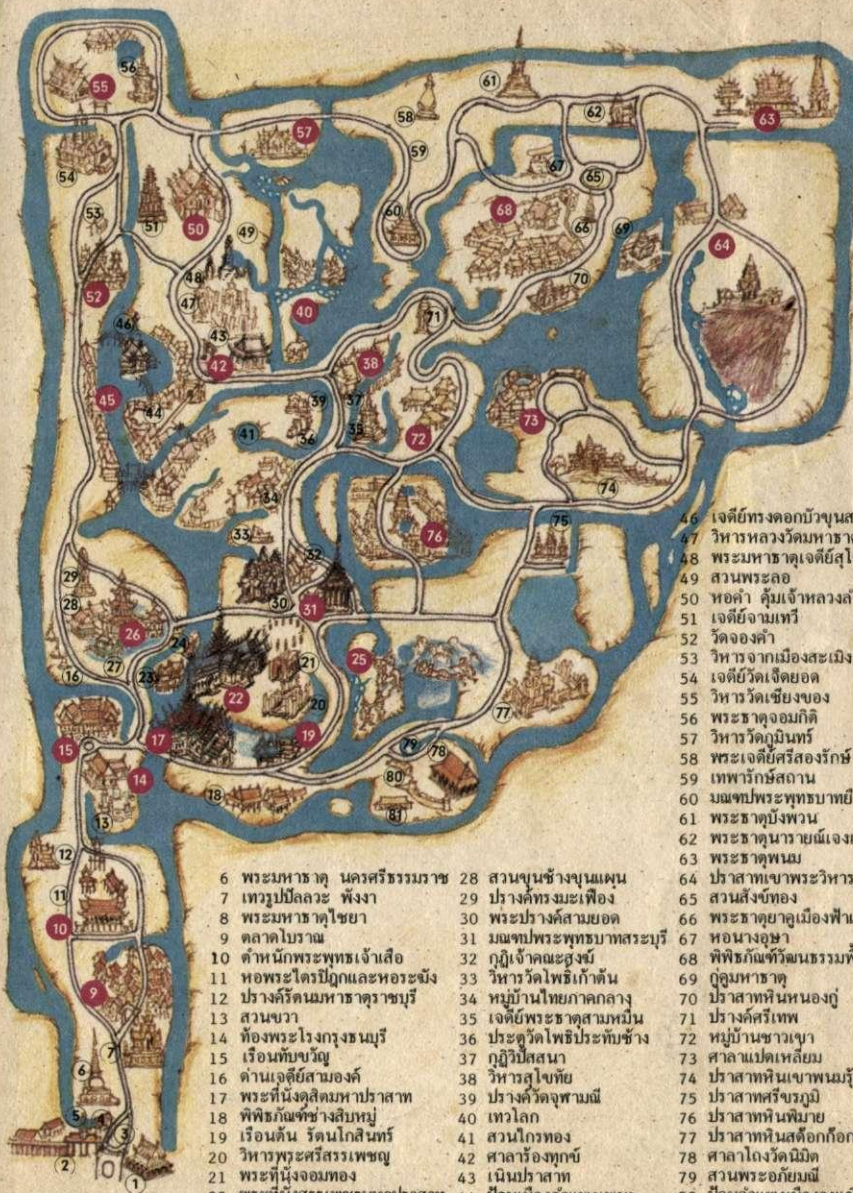 6 พระมหาธาตุ นครศรีธรรมราช
7 เทวรูปปัลลวะ พังงา
8 พระมหาธาตุไชยา
9 ตลาดโบราณ
10 ตำหนักพระพุทธเจ้าเสือ
11 หอพระไตรปิฎกและหอระฆัง
12 ปรางค์รัตนมหาธาตุราชบุรี
13 สวนขวา
14 ท้องพระโรงกรุงธนบุรี
15 เรือนทับขวัญ
16 ด่านเจดีย์สามองค์
17 พระที่นั่งดุสิตมหาปราสาท
18 พิพิธภัณฑ์ช่างสิบหมู่
19 เรือนต้น รัตนโกสินทร์
20 วิหารพระศรีสรรเพชญ
21 พระที่นั่งจอมทอง
28 สวนขุนช้างขุนแผน
29 ปรางค์ทรงมะเฟือง
30 พระปรางค์สามยอด
31 มณฑปพระพุทธบาทสระบุรี
32 กุฏิเจ้าคณะสงฆ์
33 วิหารวัดโพธิ์เก้าต้น
34 หมู่บ้านไทยภาคกลาง
35 เจดีย์พระธาตุสามหมื่น
36 ประตูวัดโพธิประทับช้าง
37 กุฏิวิปัสสนา
38 วิหารสุโขทัย
39 ปรางค์วัดจุฬามณี
40 เทวโลก
41 สวนไกรทอง
42 ศาลาร้องทุกข์
43 เนินปราสาท
46 เจดีย์ทรงดอกบัวขุนส
47 วิหารหลวงวัดมหาธาตุ
48 พระมหาธาตุเจดีย์สุโ
49 สวนพระลอ
50 หอคำ คุ้มเจ้าหลวงลำ
51 เจดีย์จามเทวี
52 วัดจองคำ
53 วิหารจากเมืองสะเมิง
54 เจดีย์วัดเจ็ดยอด
55 วิหารวัดเชียงของ
56 พระธาตุจอมกิติ
57 วิหารวัดภูมินทร์
58 พระเจดีย์ศรีสองรักษ์
59 เทพารักษ์สถาน
60 มณฑปพระพุทธบาทยื
61 พระธาตุบังพวน
62 พระธาตุนารายณ์เจงเ
63 พระธาตุพนม
64 ปราสาทเขาพระวิหาร
65 สวนสังข์ทอง
66 พระธาตุยาคูเมืองฟ้าแ
67 หอนางอุษา
68 พิพิธภัณฑ์วัฒนธรรมพื้
69 กู่คูมหาธาตุ
70 ปราสาทหินหนองกู่
71 ปรางค์ศรีเทพ
72 หมู่บ้านชาวเขา
73 ศาลาแปดเหลี่ยม
74 ปราสาทหินเขาพนมรุ้
75 ปราสาทศรีขรภูมิ
76 ปราสาทหินพิมาย
77 ปราสาทหินสด๊อกก๊อก
78 ศาลาโถงวัดนิมิต
79 สวนพระอภัยมณี